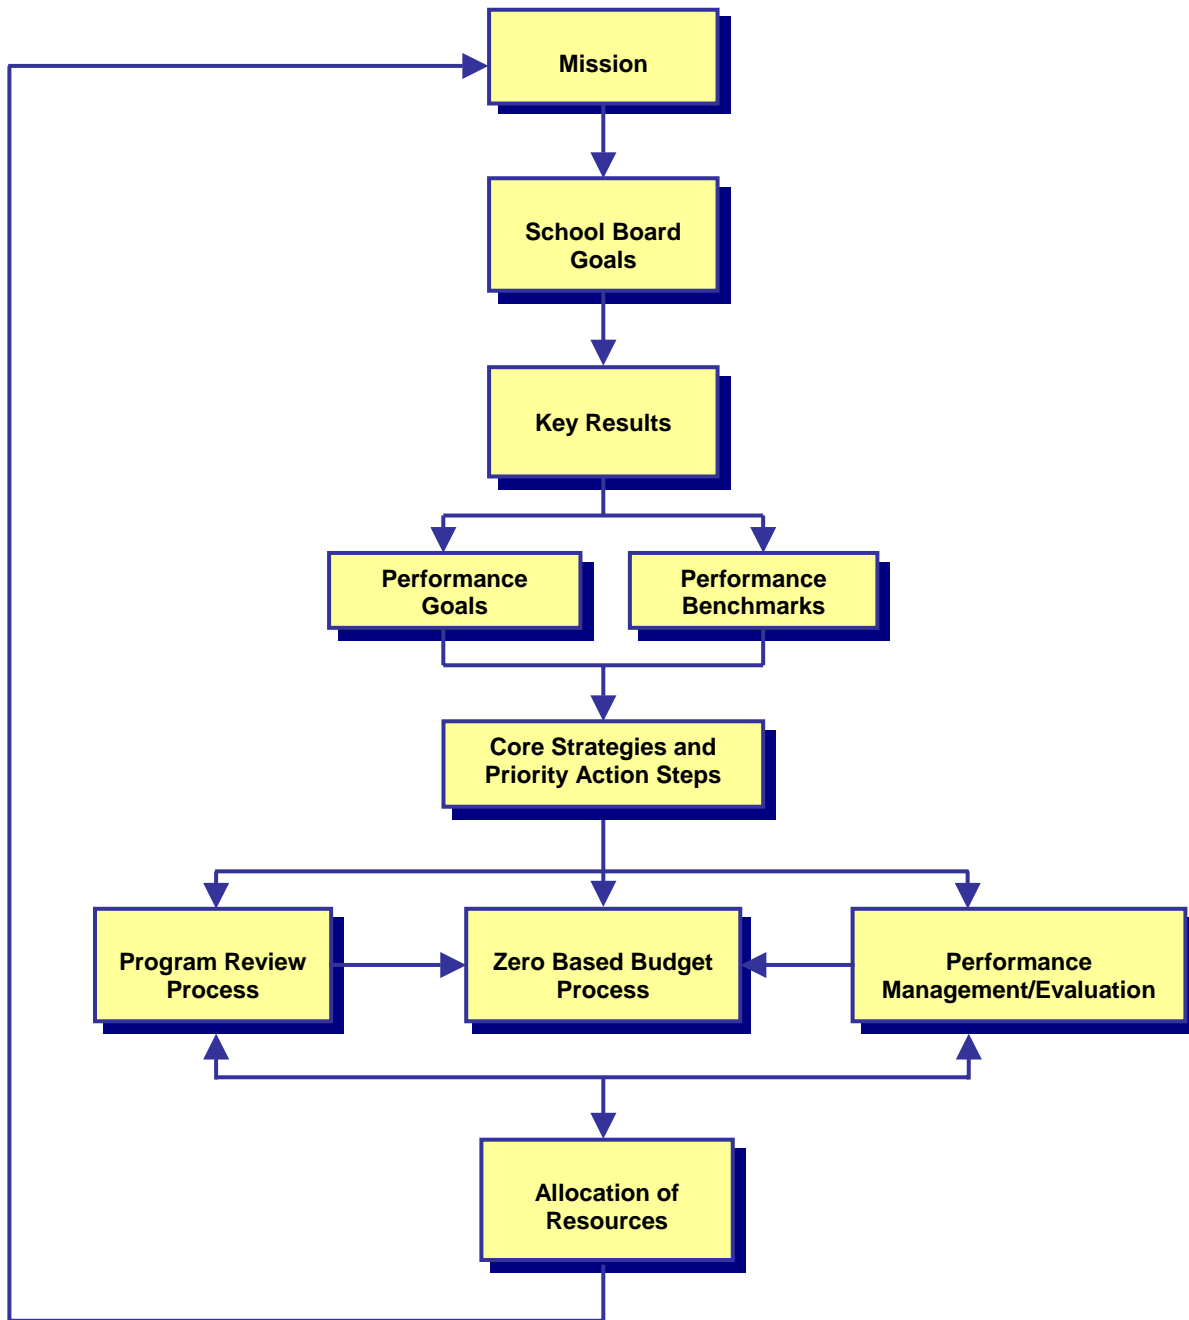 Mission
School Board
Goals
Key Results
Performance
Goals
Performance
Benchmarks
Core Strategies and
Priority Action Steps
Program Review
Process
Zero Based Budget
Process
Performance
Management/Evaluation
Allocation of
Resources